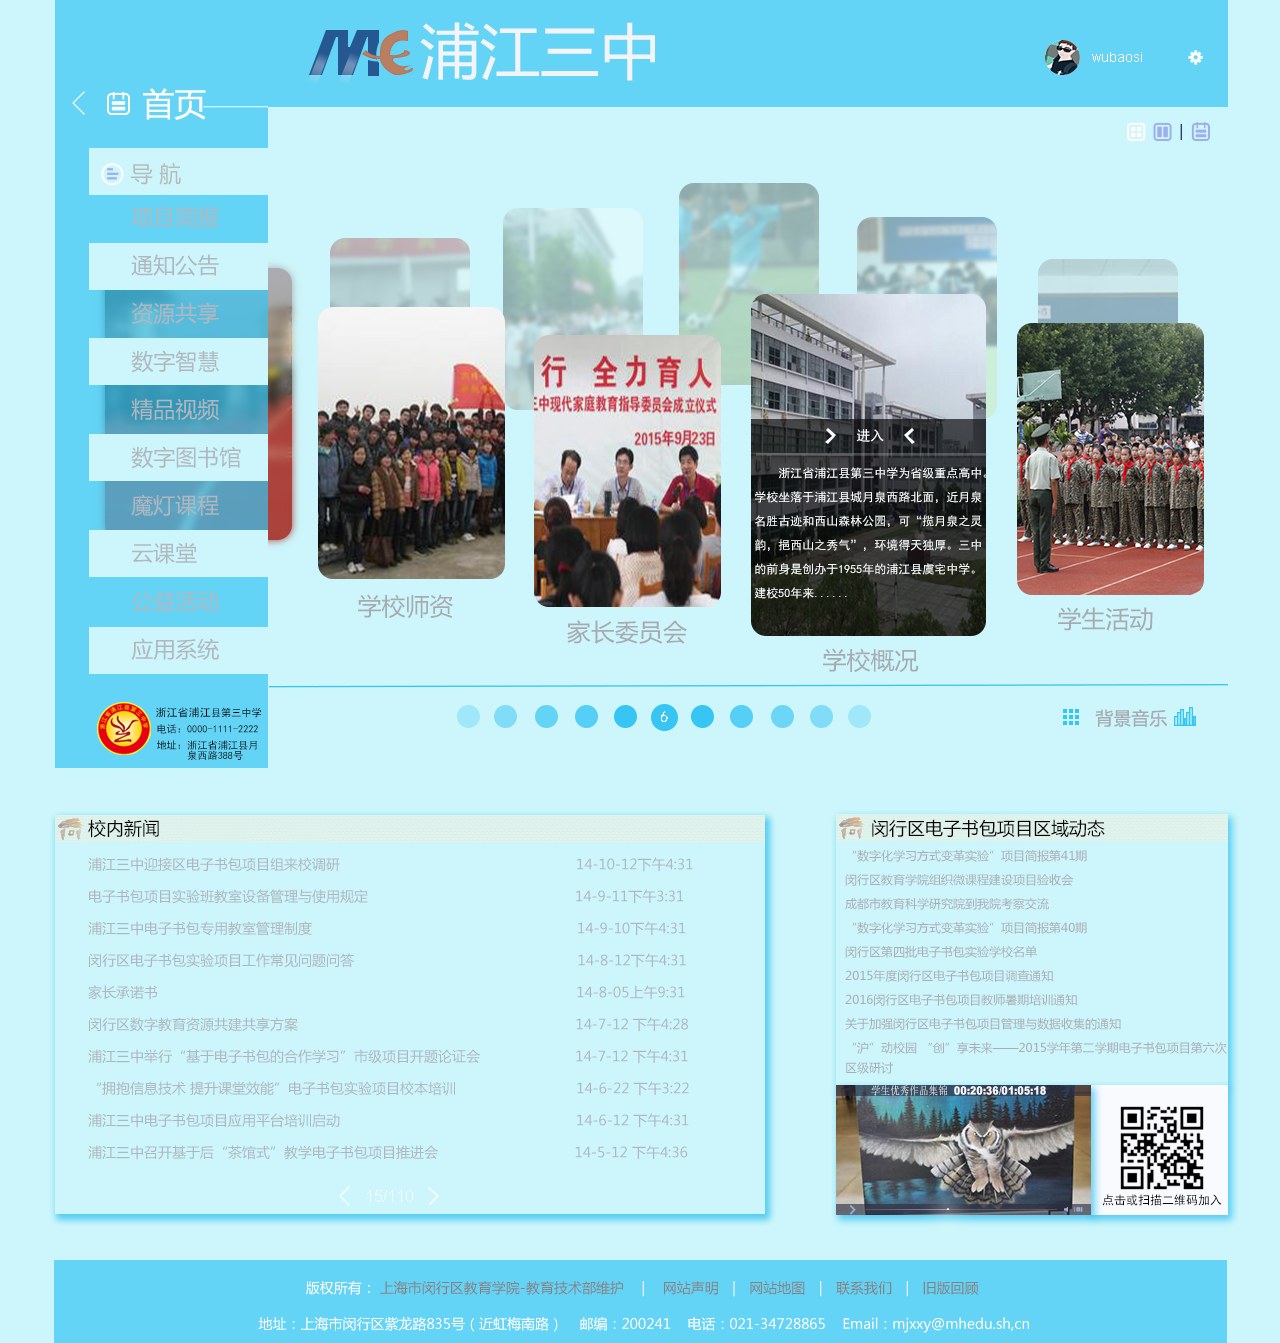 浦江三中
wubaosi
首页
导 航
项目简报
通知公告
资源共享
数字智慧
精品视频
数字图书馆
魔灯课程
云课堂
公益活动
应用系统
行 全力育人
三中现代家庭教育指导委员会成立仪式
2015年9月23日
进入
浙江省浦江县第三中学为省级重点高中。
学校坐落于浦江县城月泉西路北面，近月泉
名胜古迹和西山森林公园，可“揽月泉之灵
韵，挹西山之秀气”，环境得天独厚。三中
的前身是创办于1955年的浦江县虞宅中学。
建校50年来......
学校师资
家长委员会
学校概况
学生活动
6
背景音乐
浙江省浦江县第三中学
电话：0000-1111-2222
地址：浙江省浦江县月
泉西路388号
校内新闻
浦江三中迎接区电子书包项目组来校调研 14-10-12下午4:31
电子书包项目实验班教室设备管理与使用规定 14-9-11下午3:31
浦江三中电子书包专用教室管理制度 14-9-10下午4:31
闵行区电子书包实验项目工作常见问题问答 14-8-12下午4:31
家长承诺书 14-8-05上午9:31
闵行区数字教育资源共建共享方案 14-7-12 下午4:28
浦江三中举行“基于电子书包的合作学习”市级项目开题论证会 14-7-12 下午4:31
“拥抱信息技术 提升课堂效能”电子书包实验项目校本培训 14-6-22 下午3:22
浦江三中电子书包项目应用平台培训启动 14-6-12 下午4:31
浦江三中召开基于后“茶馆式”教学电子书包项目推进会 14-5-12 下午4:36
15/110
闵行区电子书包项目区域动态
“数字化学习方式变革实验”项目简报第41期
闵行区教育学院组织微课程建设项目验收会
成都市教育科学研究院到我院考察交流
“数字化学习方式变革实验”项目简报第40期
闵行区第四批电子书包实验学校名单
2015年度闵行区电子书包项目调查通知
2016闵行区电子书包项目教师暑期培训通知
关于加强闵行区电子书包项目管理与数据收集的通知
“沪”动校园 “创”享未来——2015学年第二学期电子书包项目第六次
区级研讨
学生优秀作品集锦 00:20:36/01:05:18
点击或扫描二维码加入
版权所有： 上海市闵行区教育学院-教育技术部维护 | 网站声明 | 网站地图 | 联系我们 | 旧版回顾
地址：上海市闵行区紫龙路835号（近虹梅南路） 邮编：200241 电话：021-34728865 Email：mjxxy@mhedu.sh,cn